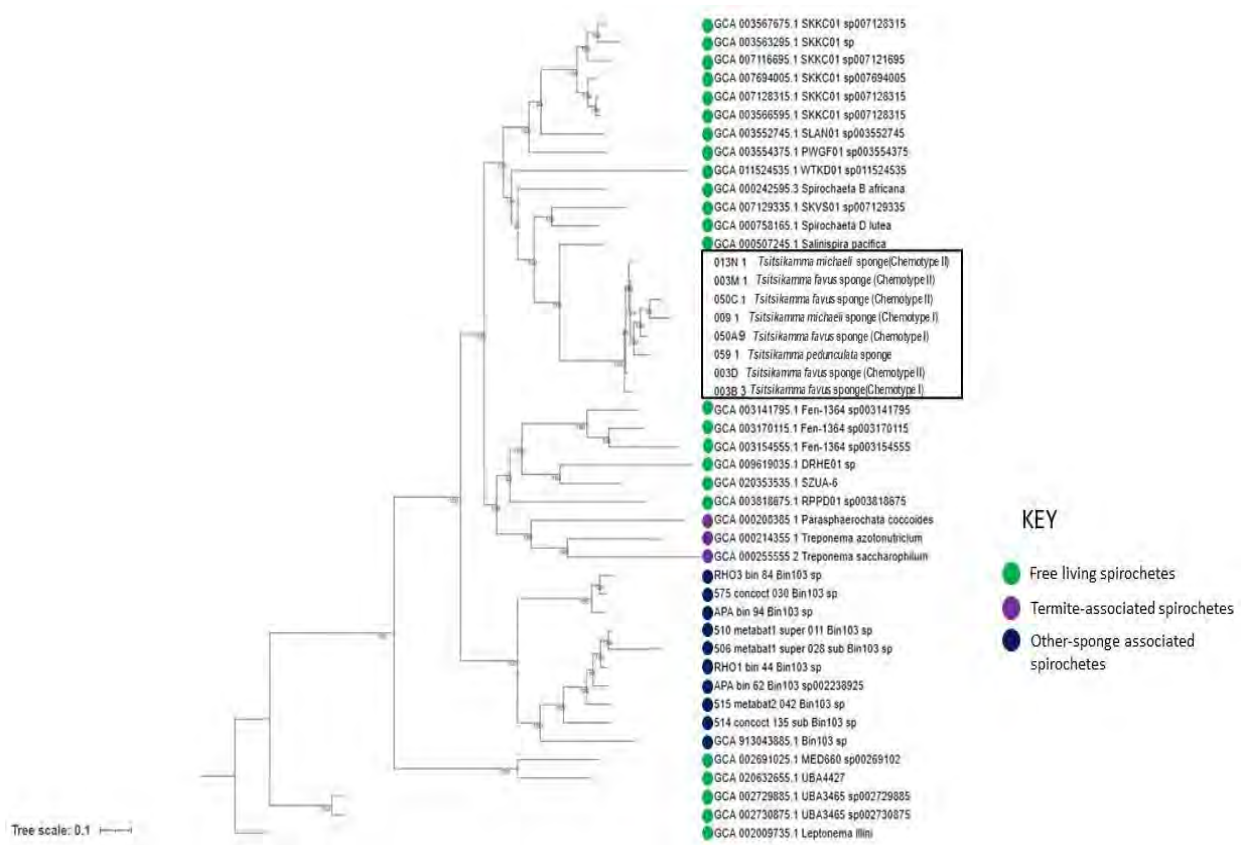 GCA 003567675.1 SKKC01 sp007128315
GCA 003563295.1 SKKC01 sp
GCA 007116695.1 SKKC01 sp007121695
GCA 007694005.1 SKKC01 sp007694005
GCA 007128315.1 SKKC01 sp007128315
GCA 003566595.1 SKKC01 sp007128315
GCA 003552745.1 SLAN01 sp003552745
GCA 003554375.1 PWGF01 sp003554375
GCA 011524535.1 WTKD01 sp011524535
GCA 000242595.3 Spirochaeta B africana
GCA 007129335.1 SKVS01 sp007129335
GCA 000758165.1 Spirochaeta D lutea
GCA 000507245.1 Salinispira pacifica
013N 1 Tsitsikamma michaeli sponge(Chemotype II)
003M 1 Tsitsikamma favus sponge (Chemotype II)
050C 1 Tsitsikamma favus sponge (Chemotype II)
009 1 Tsitsikamma michaeli sponge (Chemotype I)
050A9 Tsitsikamma favus sponge (Chemotype I)
059 1 Tsitsikamma pedunculata sponge
003D Tsitsikamma favus sponge (Chemotype II)
003B 3 Tsitsikamma favus sponge(Chemotype I)
GCA 003141795.1 Fen-1364 sp003141795
GCA 003170115.1 Fen-1364 sp003170115
GCA 003154555.1 Fen-1364 sp003154555
GCA 009619035.1 DRHE01 sp
GCA 020353535.1 SZUA-6
GCA 003818675.1 RPPD01 sp003818675
GCA 000208385.1 Parasphaerochata coccoides
GCA 000214355.1 Treponema azotonutricium
GCA 000255555.2 Treponema saccharophilum
RHO3 bin 84 Bin103 sp
575 concoct 030 Bin103 sp
APA bin 94 Bin103 sp
510 metabat1 super 011 Bin103 sp
506 metabat1 super 028 sub Bin103 sp
RHO1 bin 44 Bin103 sp
APA bin 62 Bin103 sp002238925
515 metabat2 042 Bin103 sp
514 concoct 135 sub Bin103 sp
GCA 913043885.1 Bin103 sp
GCA 002691025.1 MED660 sp00269102
GCA 020632655.1 UBA4427
GCA 002729885.1 UBA3465 sp002729885
GCA 002730875.1 UBA3465 sp002730875
GCA 002009735.1 Leptonema illini
KEY
Free living spirochetes
Termite-associated spirochetes
Other-sponge associated
spirochetes
Tree scale: 0.1